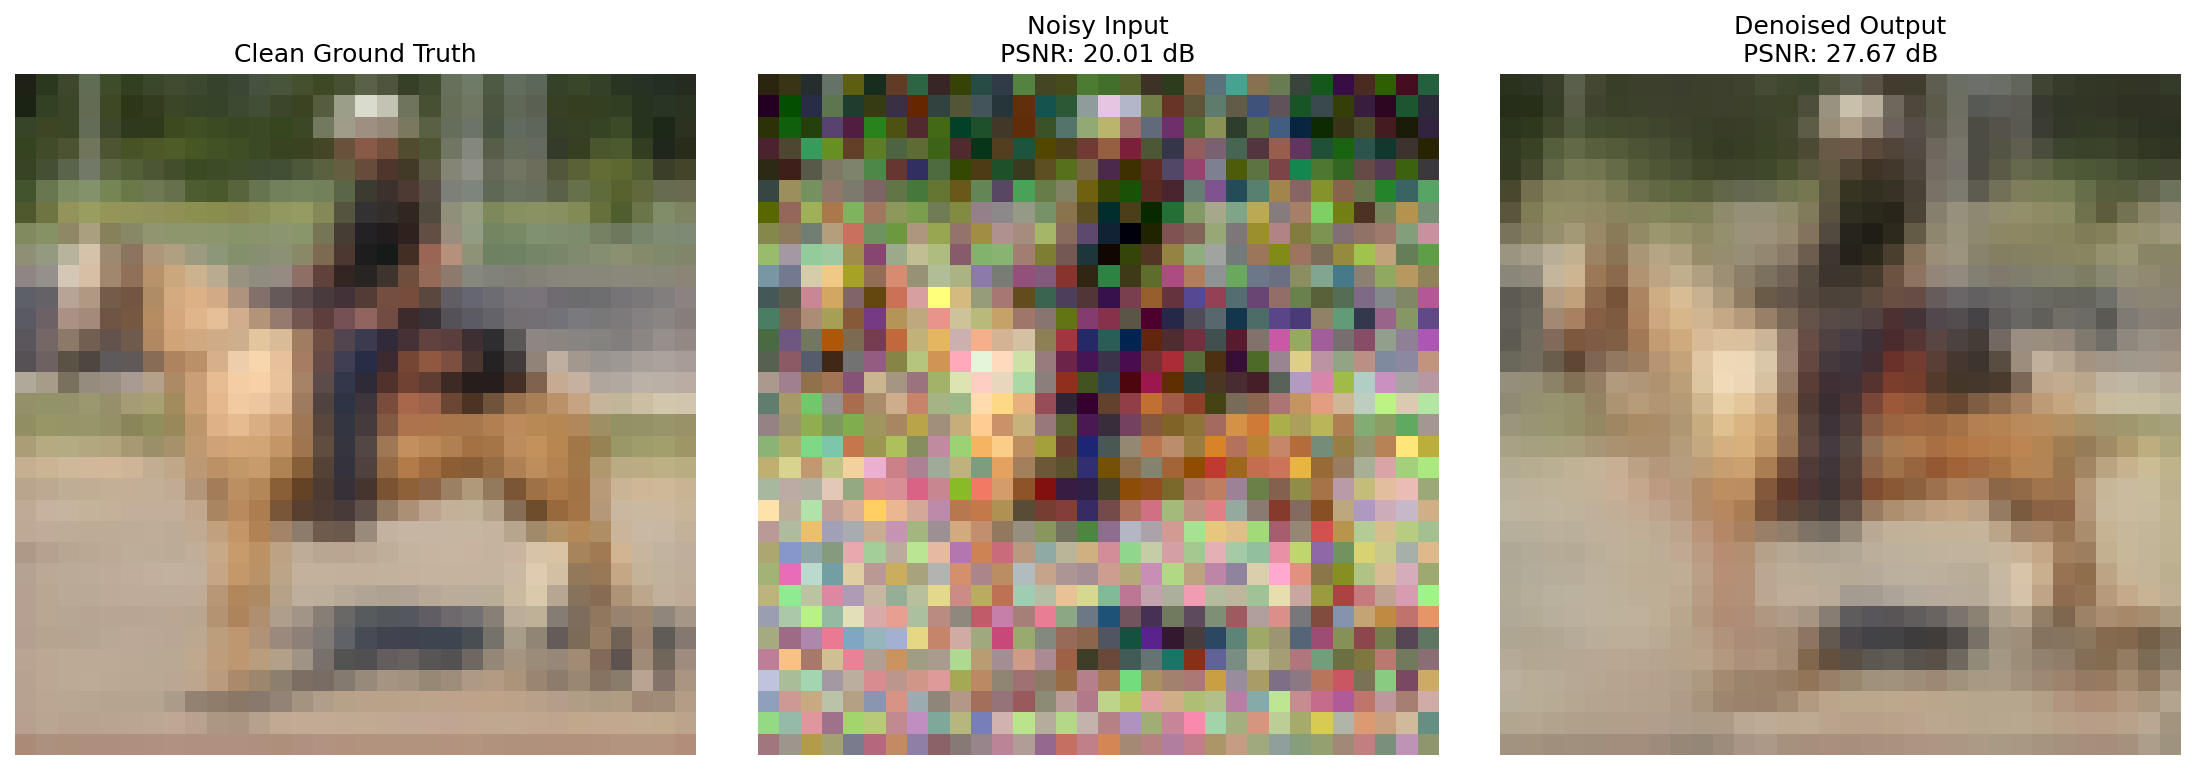 Clean Ground Truth
Noisy Input
PSNR: 20.01 dB
Denoised Output
PSNR: 27.67 dB